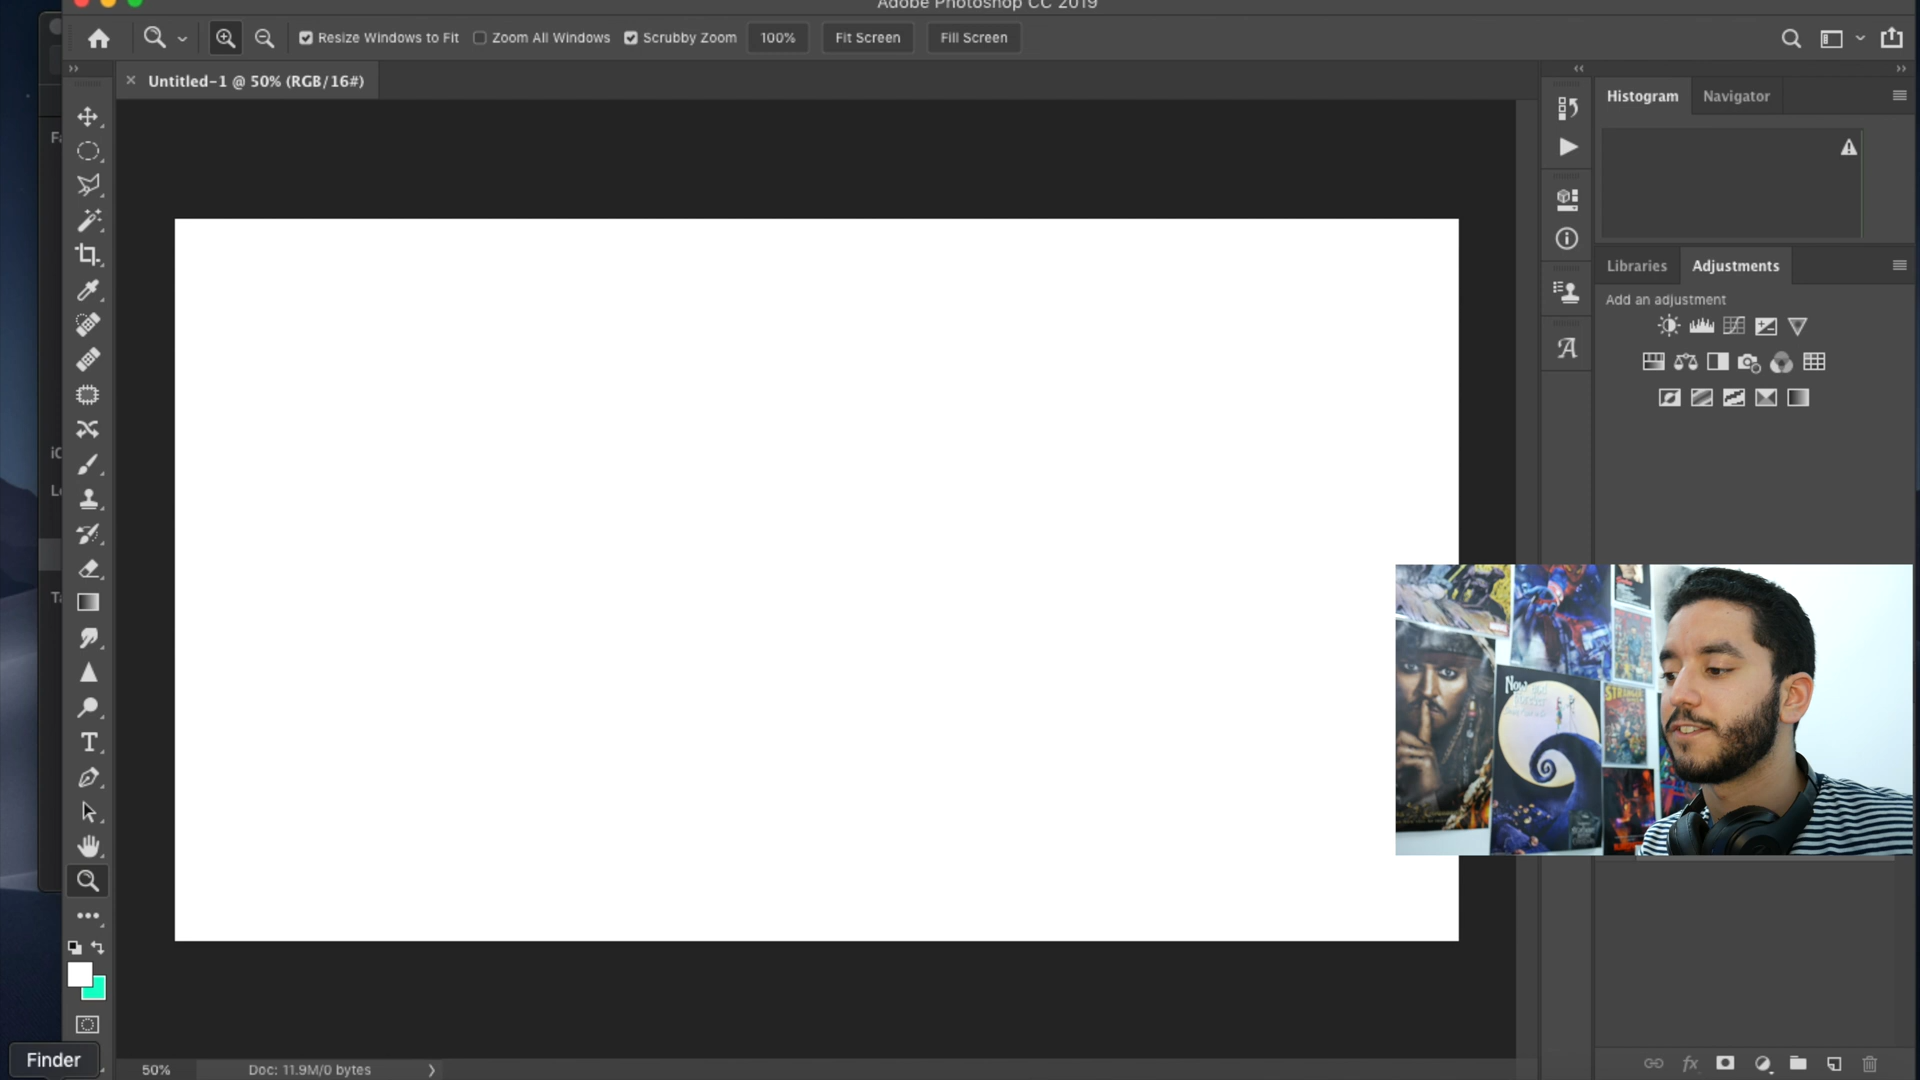 Adobe Photoshop CC 2019
Resize Windows to Fit
Zoom All Windows
Scrubby Zoom
100%
Fit Screen
Fill Screen
Untitled-1 @ 50% (RGB/16#)
Histogram
Navigator
Libraries
Adjustments
Add an adjustment
Finder
50%
Doc: 11.9M/0 bytes